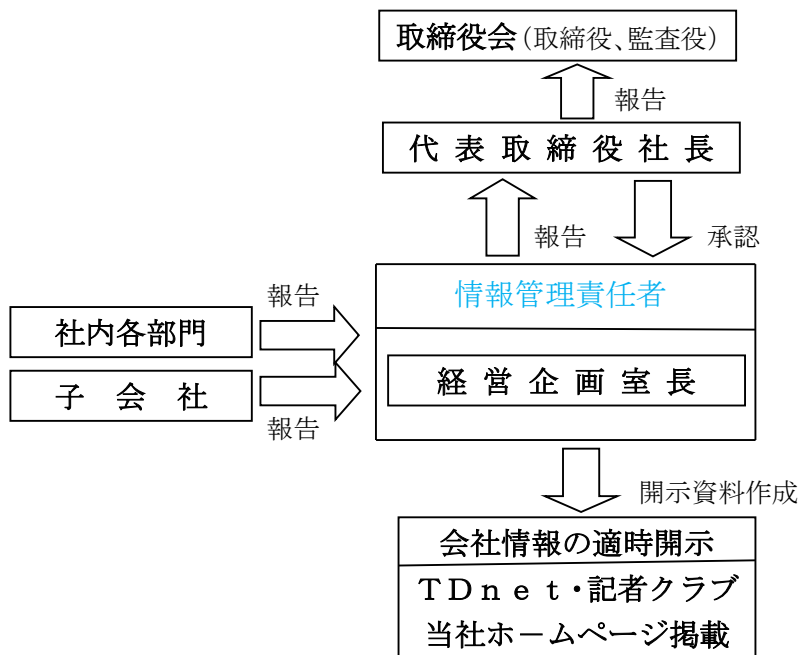 取締役会（取締役、監査役）
報告
代表取締役社長
報告
承認
情報管理責任者
報告
社内各部門
経営企画室長
子会社
報告
開示資料作成
会社情報の適時開示
ＴＤｎｅｔ・記者クラブ
当社ホームページ掲載